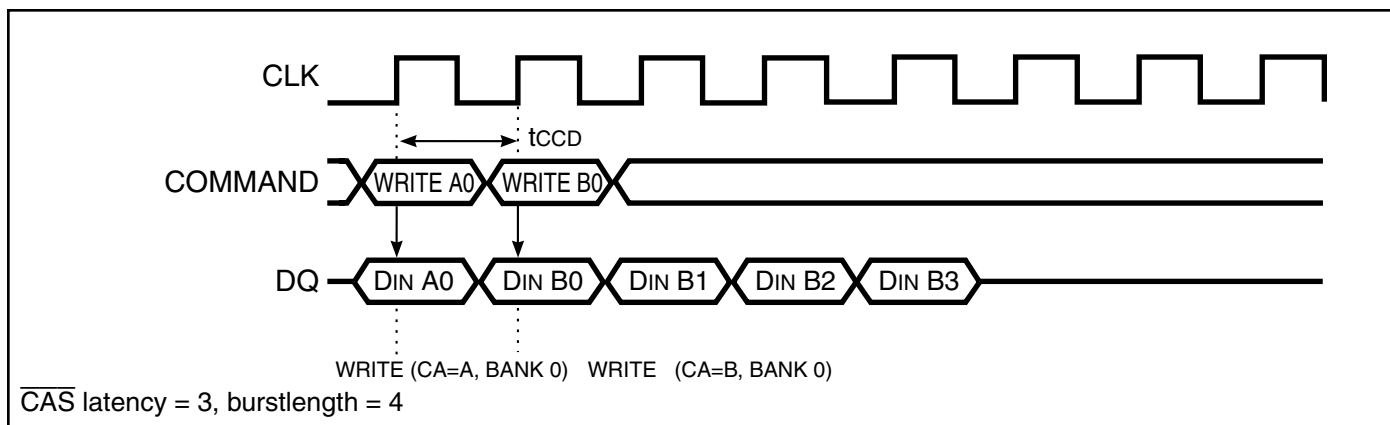 CLK
tCCD
COMMAND WRITE A0 WRITE B0
DQ DIN A0 DIN B0 DIN B1 DIN B2 DIN B3
WRITE (CA=A, BANK 0) WRITE (CA=B, BANK 0)
CAS latency = 3, burstlength = 4